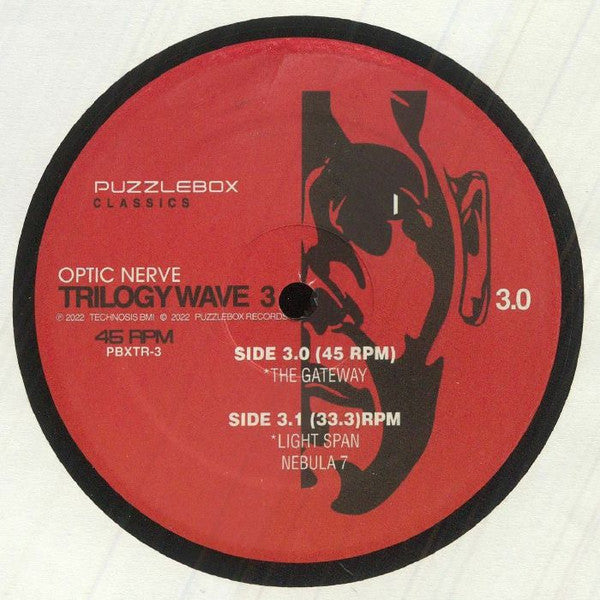 PUZZLEBOX
CLASSICS
OPTIC NERVE
TRILOGY WAVE 3
℗ 2022 TECHNOSIS BMI © 2022 PUZZLEBOX RECORDS
45 RPM
PBXTR-3
3.0
SIDE 3.0 (45 RPM)
*THE GATEWAY
SIDE 3.1 (33.3)RPM
*LIGHT SPAN
NEBULA 7